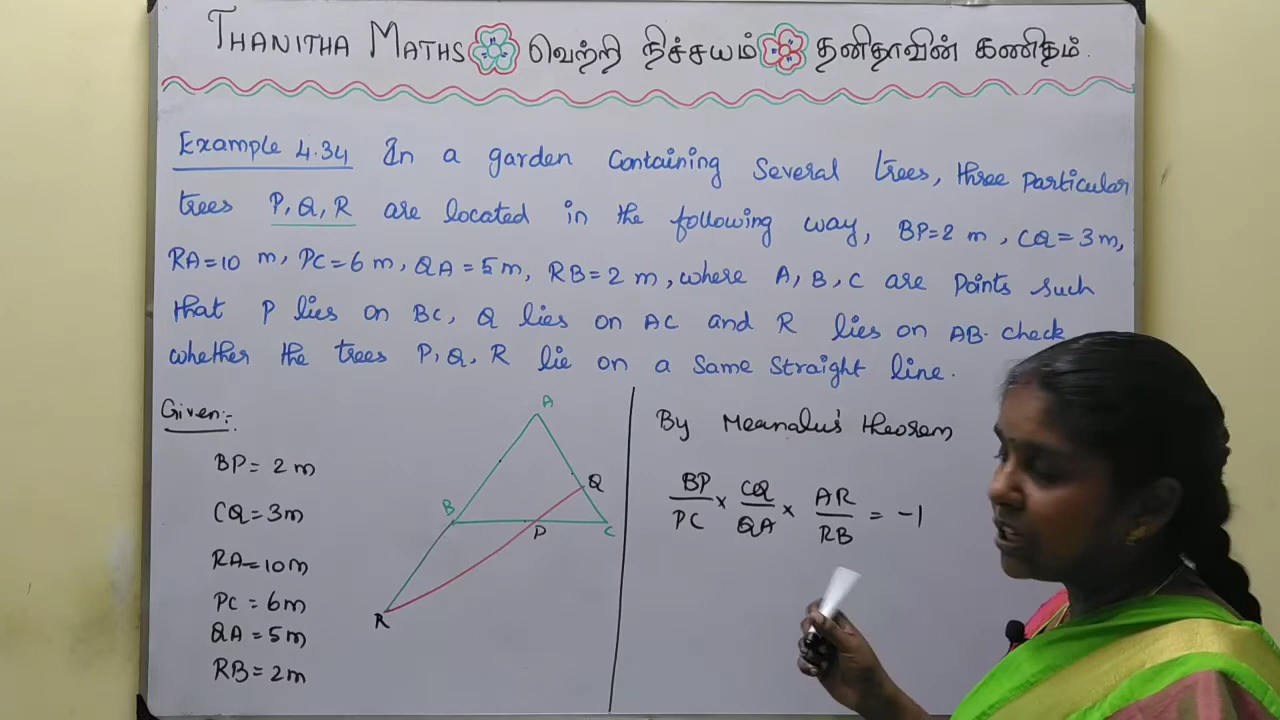 THANITHA MATHS வெற்றி நிச்சயம் தனிதாவின் கணிதம்.
Example 4.34 In a garden containing several trees, three particular
trees P, Q, R are located in the following way, BP=2 m, CQ=3m,
RA=10 m, PC=6 m, QA=5m, RB=2 m, where A, B, C are points such
that P lies on BC, Q lies on AC and R lies on AB. check
whether the trees P, Q, R lie on a same straight line.
Given:-
BP = 2 m
CQ = 3m
RA=10m
PC = 6m
QA = 5m
RB = 2m
A
B
Q
P
C
R
By Meanalus's theorem
BP/PC × CQ/QA × AR/RB = -1